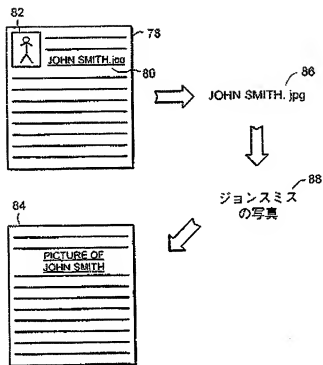 82
78
JOHN SMITH.jpg
80
86
JOHN SMITH. jpg
88
ジョンスミス
の写真
84
PICTURE OF
JOHN SMITH